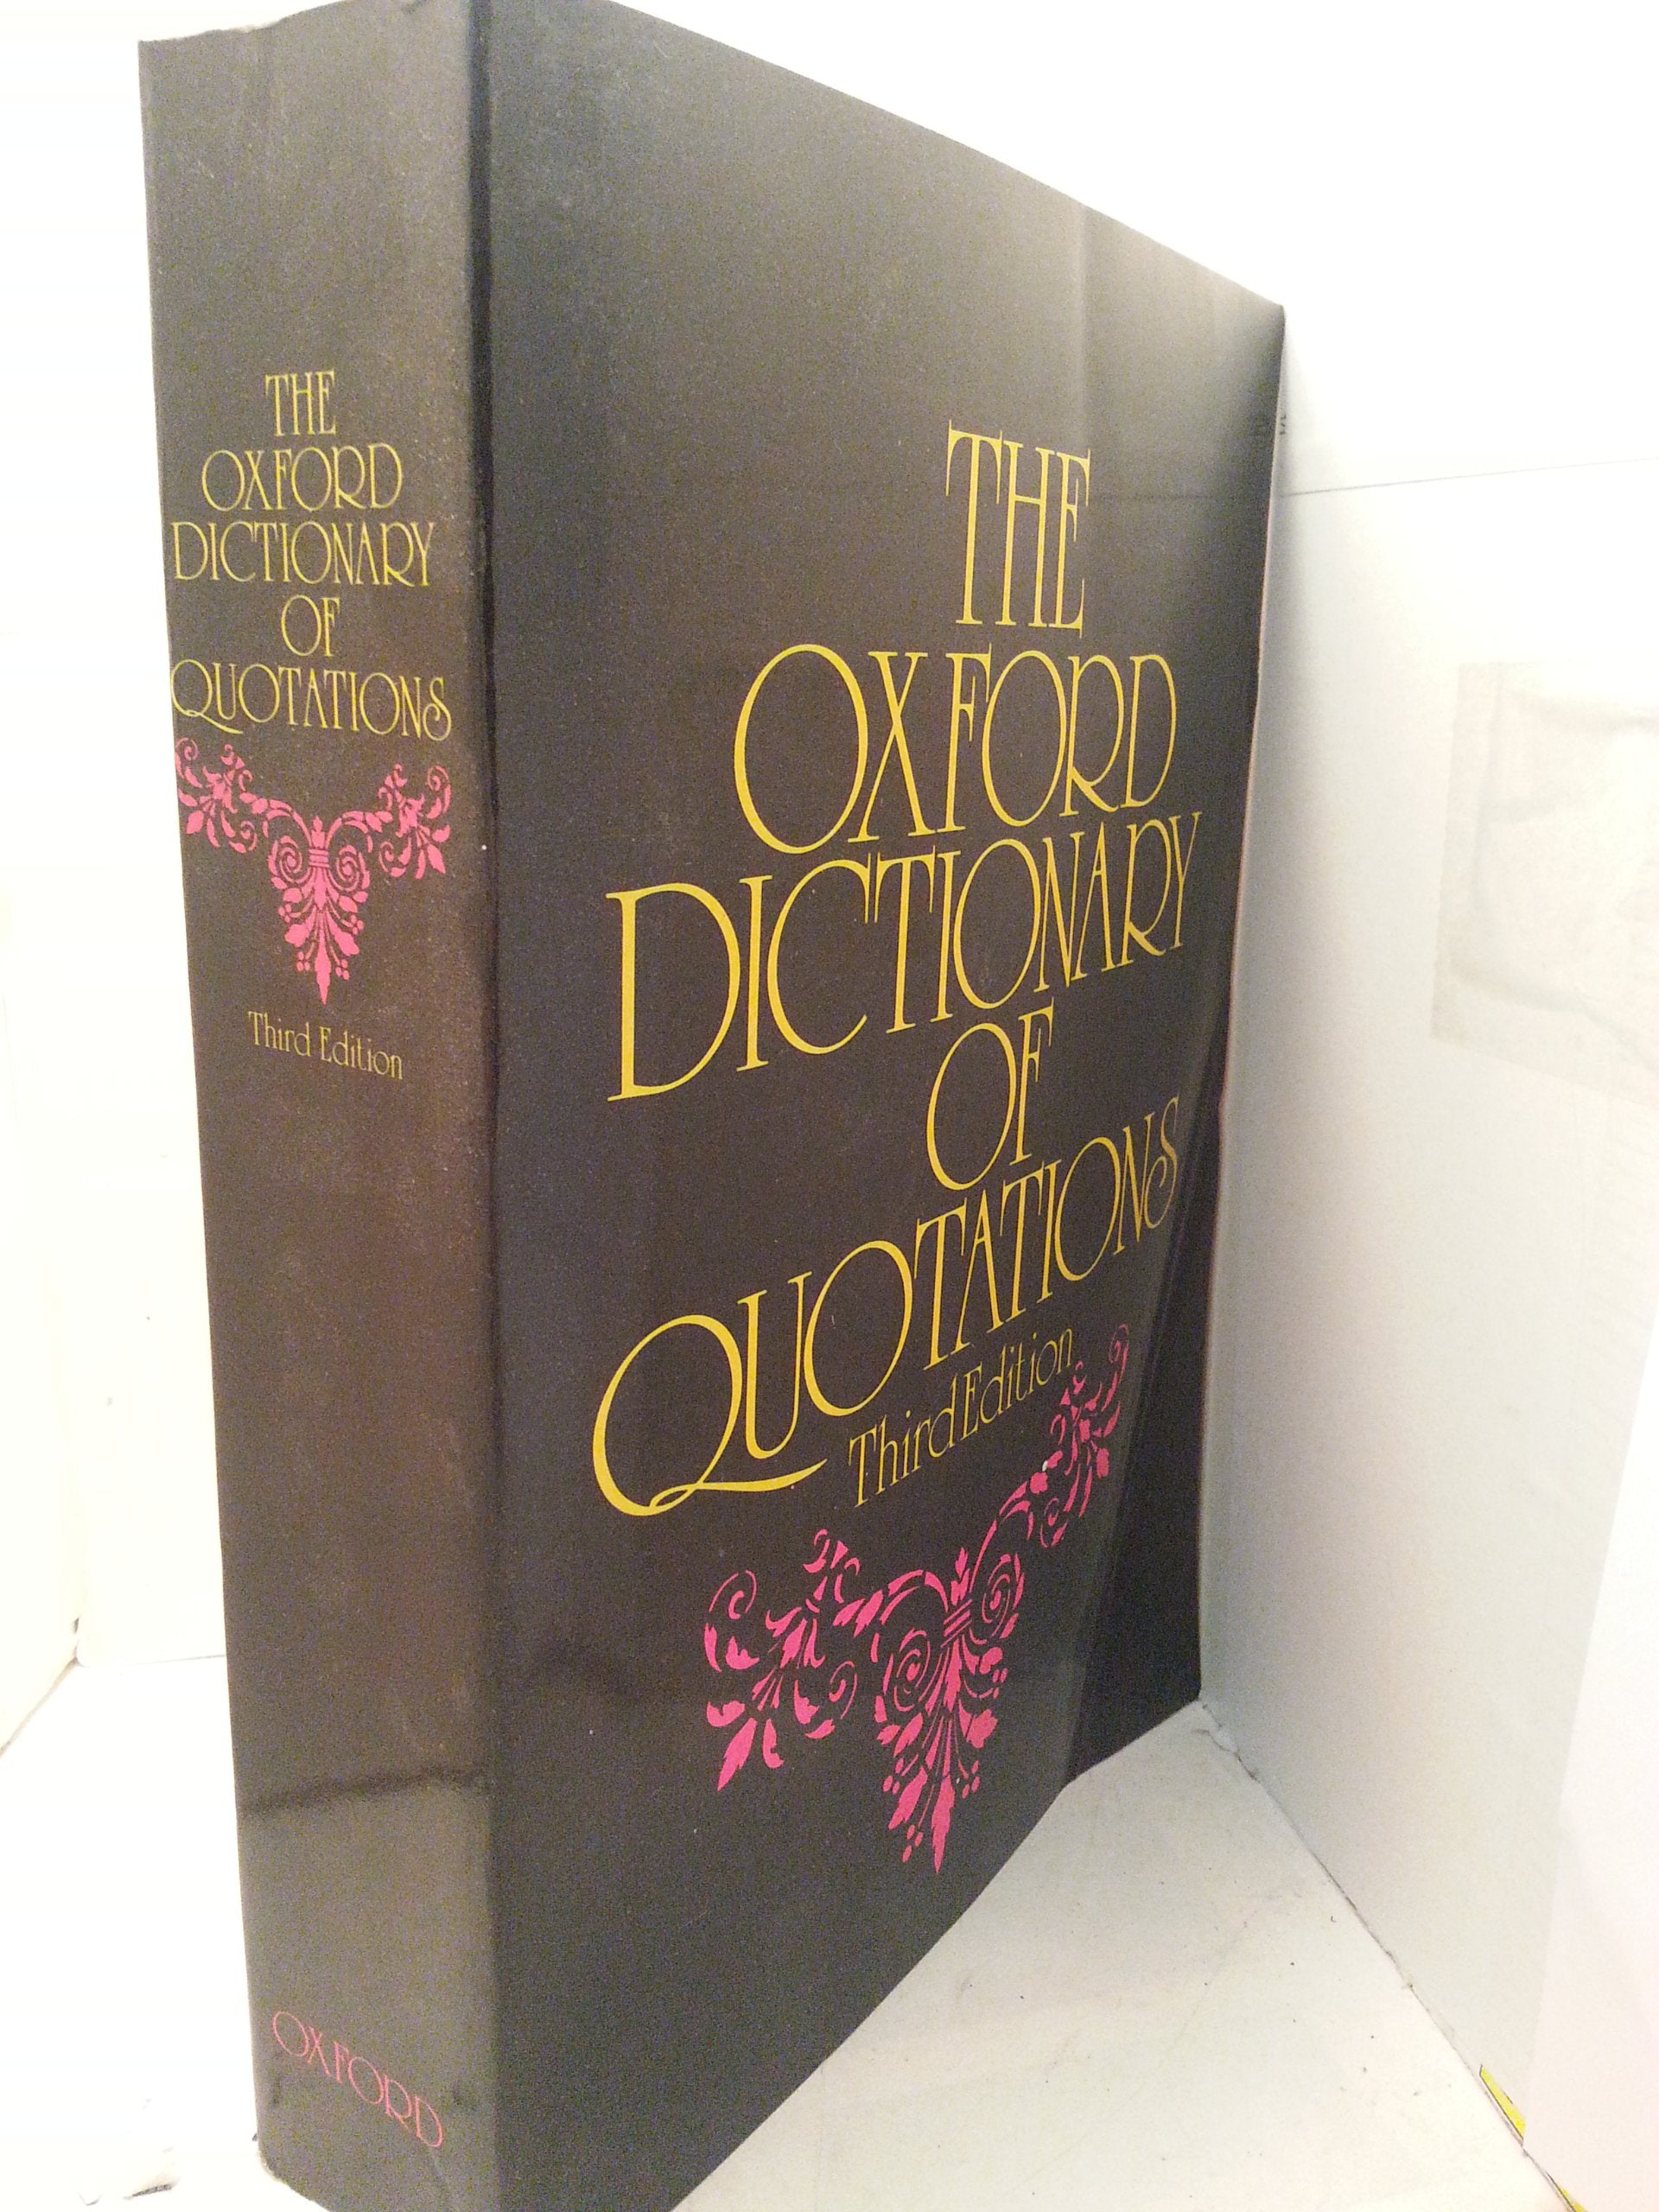 THE
OXFORD
DICTIONARY
OF
QUOTATIONS
Third Edition
OXFORD
THE
OXFORD
DICTIONARY
OF
QUOTATIONS
Third Edition